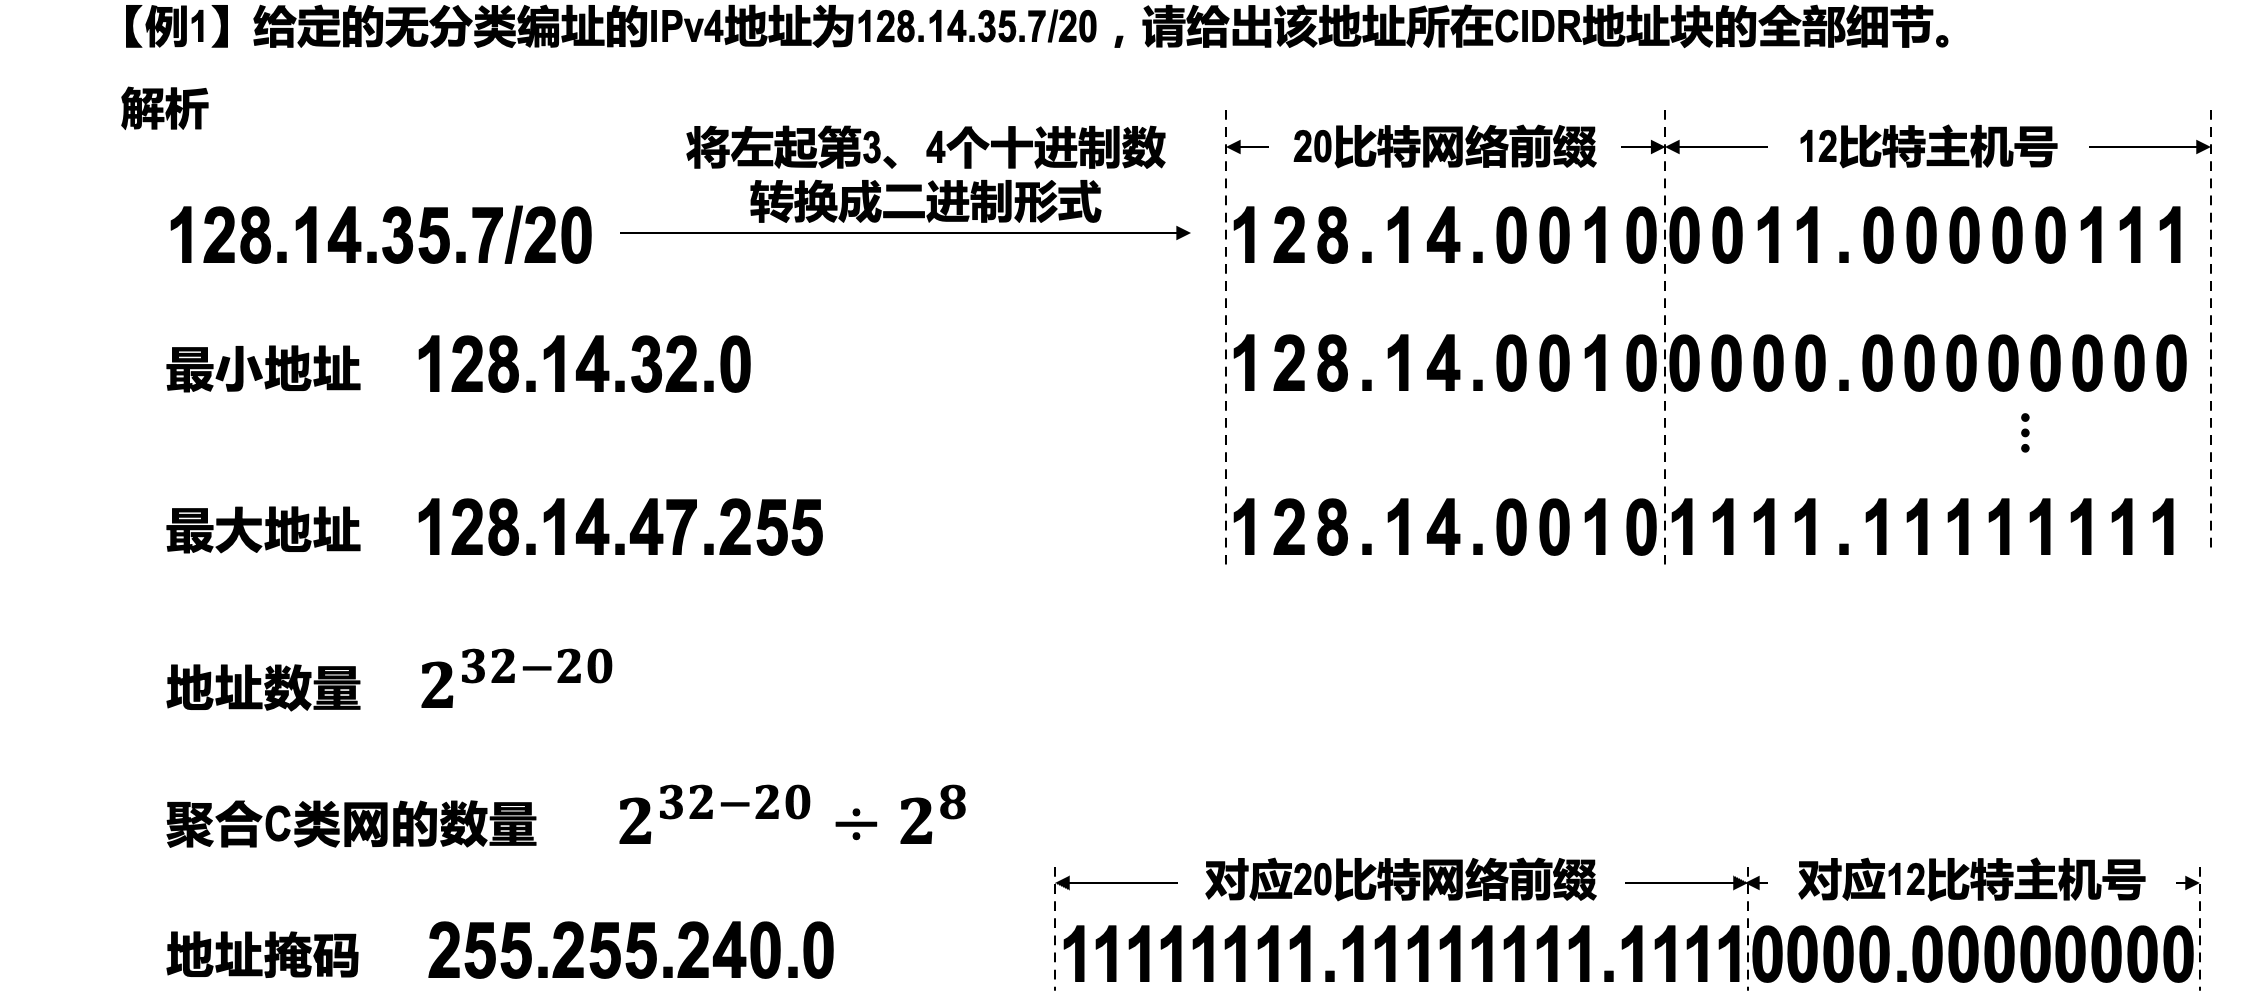 【例1】给定的无分类编址的IPv4地址为128.14.35.7/20，请给出该地址所在CIDR地址块的全部细节。
解析
将左起第3、4个十进制数
转换成二进制形式
20比特网络前缀 12比特主机号
128.14.35.7/20 128.14.00100011.00000111
最小地址 128.14.32.0 128.14.00100000.00000000
⋮
最大地址 128.14.47.255 128.14.00101111.11111111
地址数量 2^{32−20}
聚合C类网的数量 2^{32−20} ÷ 2^8
对应20比特网络前缀 对应12比特主机号
地址掩码 255.255.240.0 11111111.11111111.11110000.00000000